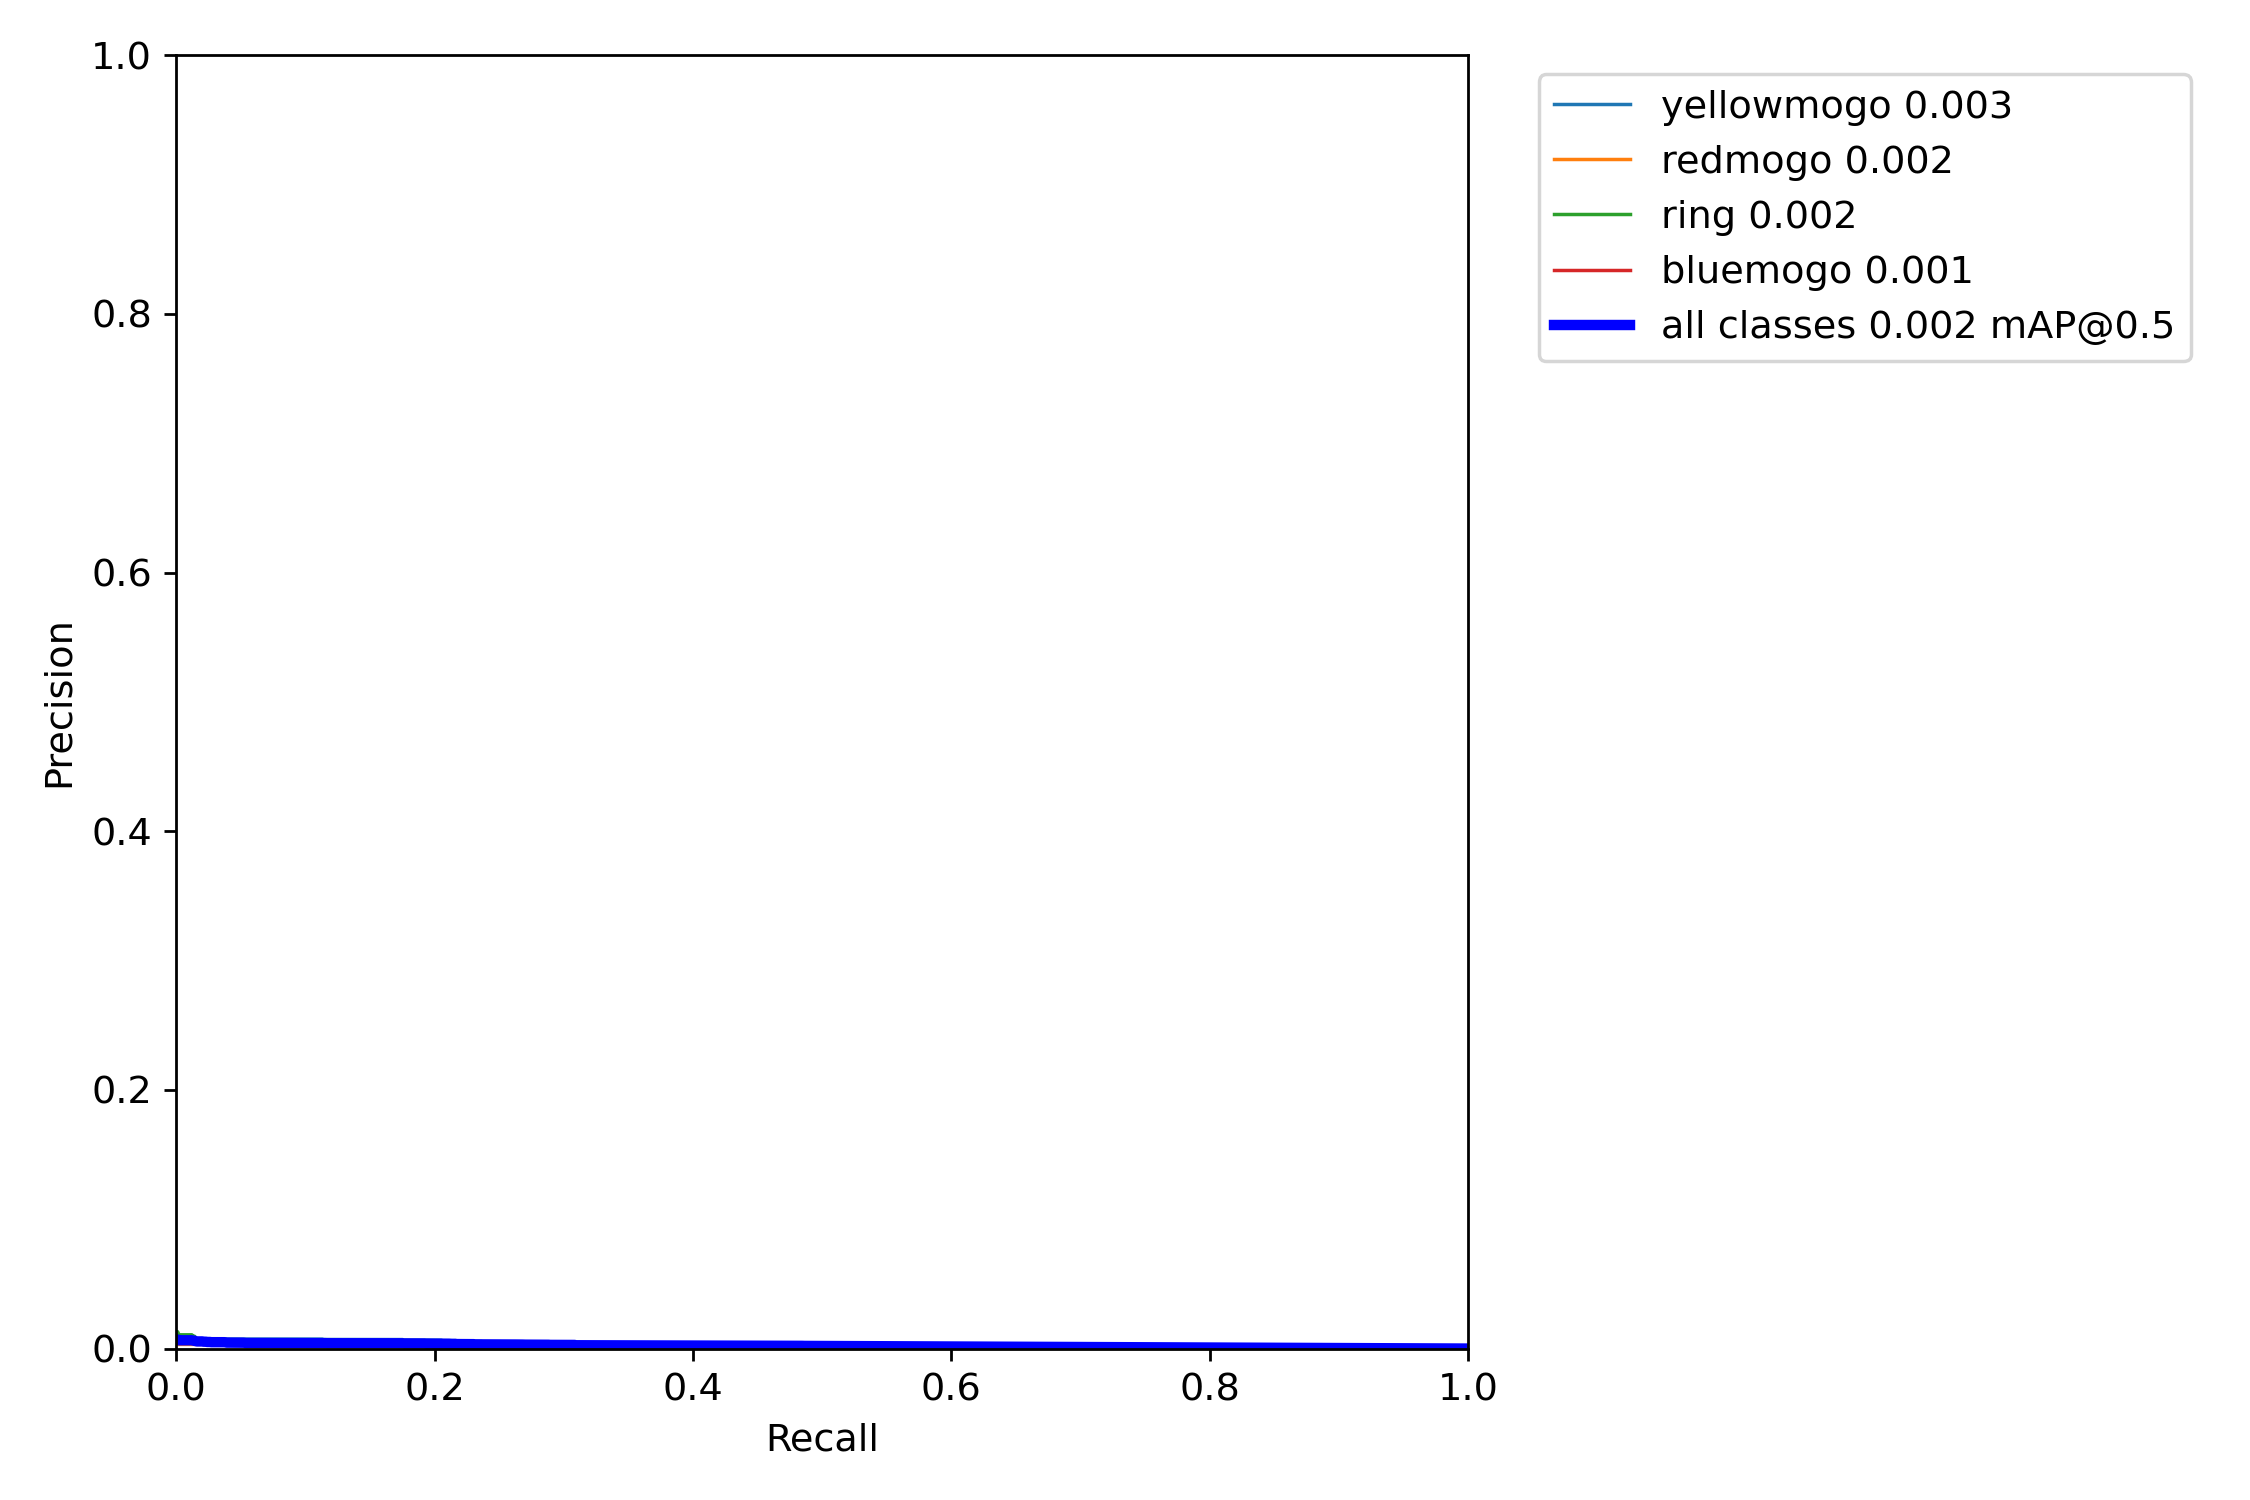 1.0
0.8
0.6
0.4
0.2
0.0
Precision
0.0 0.2 0.4 0.6 0.8 1.0
Recall
yellowmogo 0.003
redmogo 0.002
ring 0.002
bluemogo 0.001
all classes 0.002 mAP@0.5